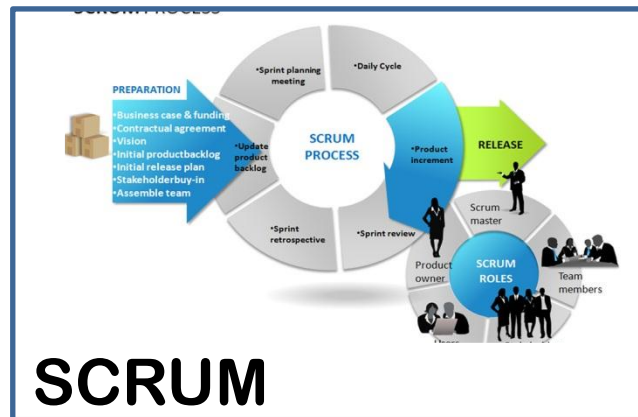 SCRUM PROCESS
PREPARATION
•Business case & funding
•Contractual agreement
•Vision
•Initial productbacklog
•Initial release plan
•Stakeholderbuy-in
•Assemble team
•Sprint planning
meeting
•Daily Cycle
•Update
product
backlog
SCRUM
PROCESS
•Product
increment
RELEASE
•Sprint
retrospective
•Sprint review
Scrum
master
Product
owner
SCRUM
ROLES
Team
members
SCRUM